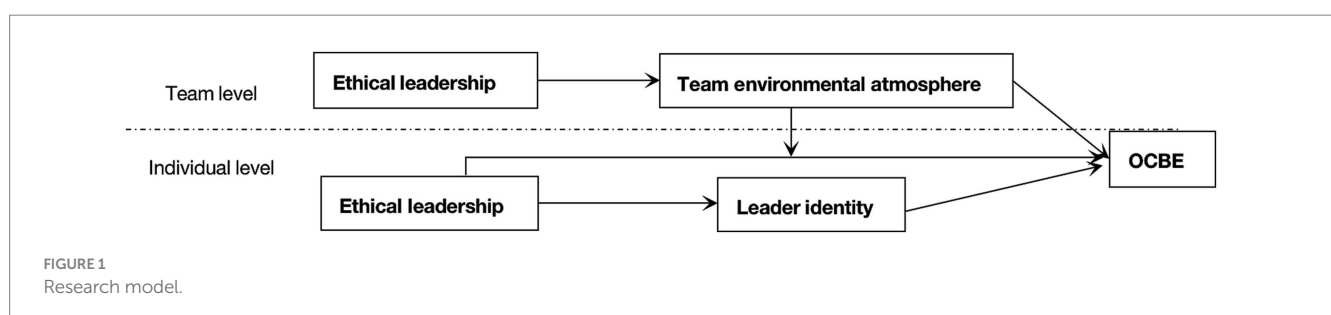 Ethical leadership
Team environmental atmosphere
Team level
Individual level
OCBE
Ethical leadership
Leader identity
FIGURE 1
Research model.